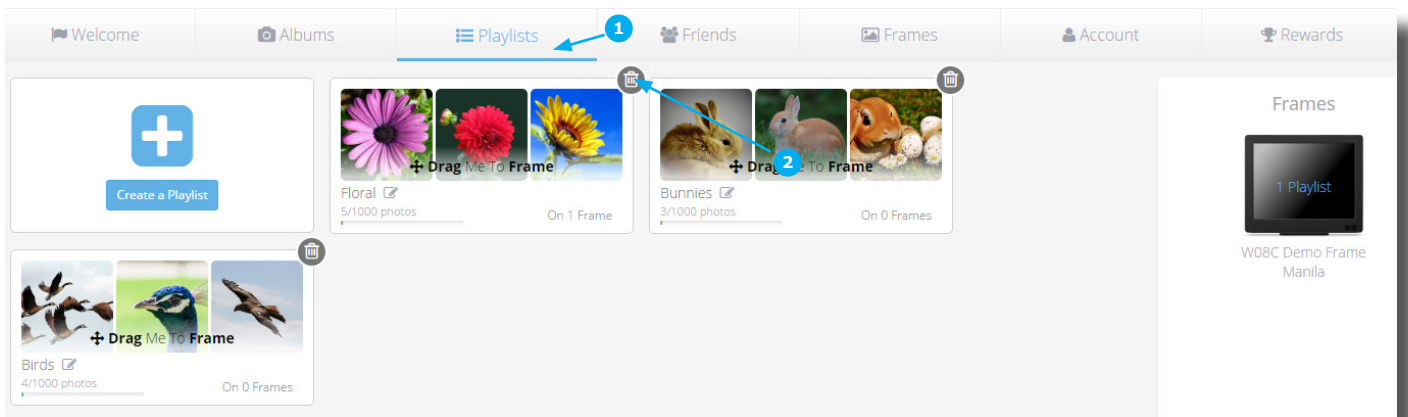 Welcome
Albums
Playlists
1
Friends
Frames
Account
Rewards
Create a Playlist
Drag Me To Frame
Floral
5/1000 photos
On 1 Frame
2
Drag Me To Frame
Bunnies
3/1000 photos
On 0 Frames
Frames
1 Playlist
W08C Demo Frame
Manila
Drag Me To Frame
Birds
4/1000 photos
On 0 Frames